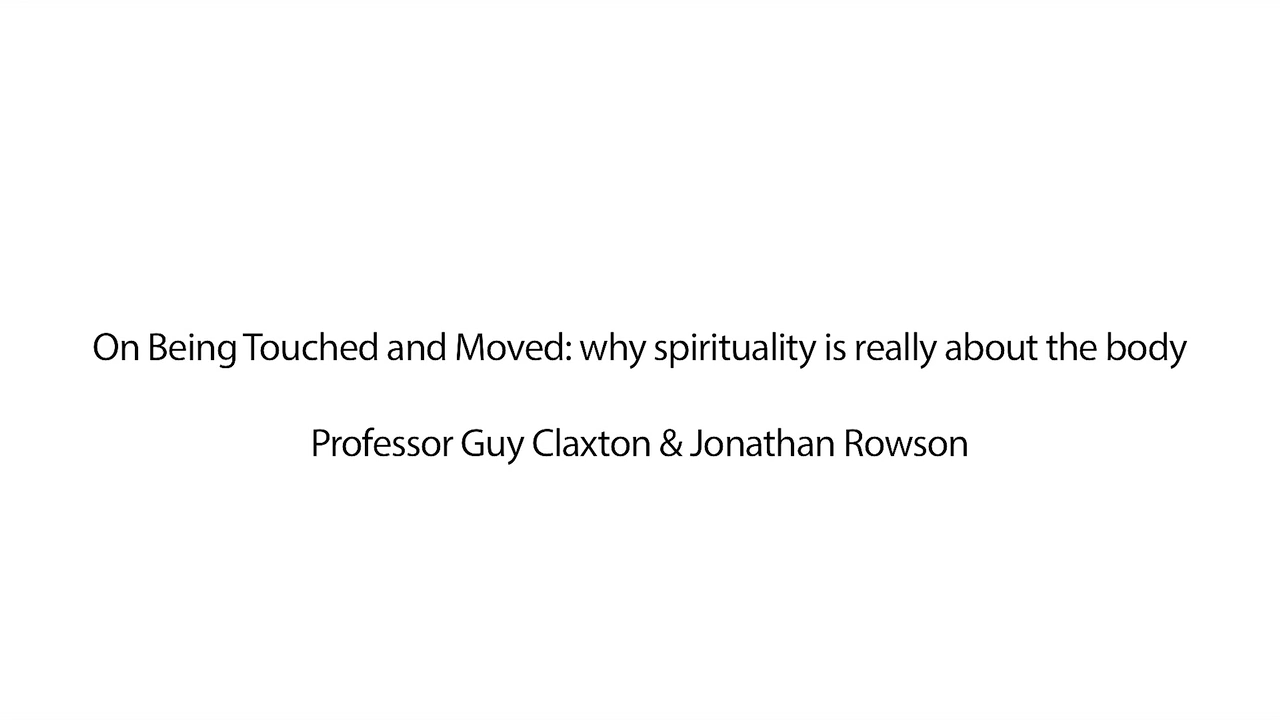 On Being Touched and Moved: why spirituality is really about the body
Professor Guy Claxton & Jonathan Rowson